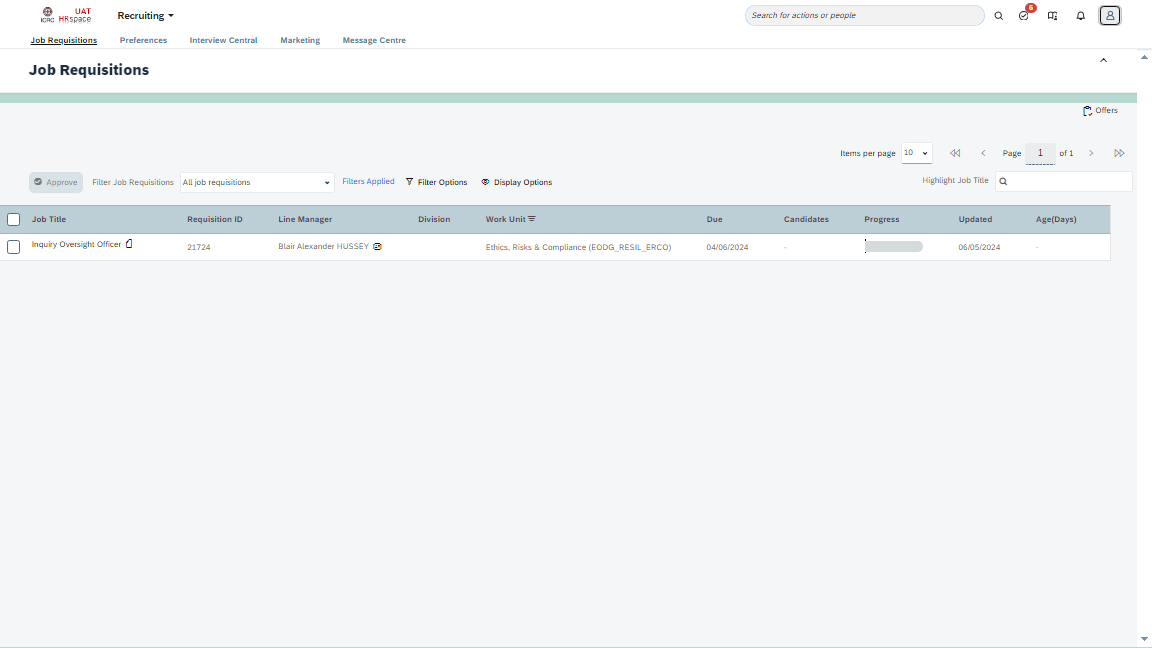 ICRC UAT HRspace Recruiting Search for actions or people 6
Job Requisitions Preferences Interview Central Marketing Message Centre
Job Requisitions
Offers
Items per page 10 Page 1 of 1
Approve Filter Job Requisitions All job requisitions Filters Applied Filter Options Display Options Highlight Job Title
Job Title Requisition ID Line Manager Division Work Unit Due Candidates Progress Updated Age(Days)
Inquiry Oversight Officer 21724 Blair Alexander HUSSEY Ethics, Risks & Compliance (EODG_RESIL_ERCO) 04/06/2024 - 06/05/2024 -